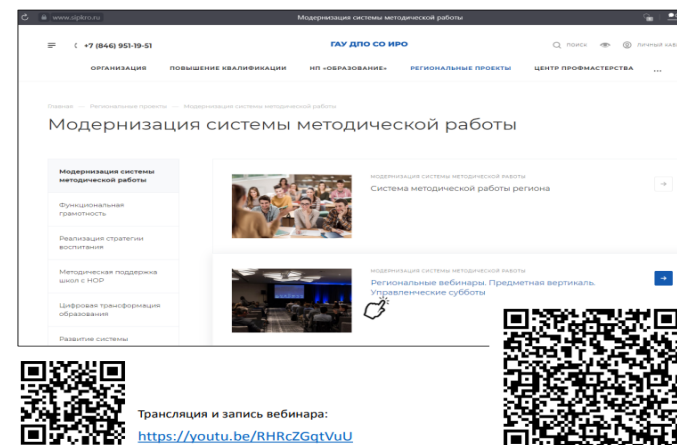 www.sipkro.ru
Модернизация системы методической работы
+7 (846) 951-19-51
ГАУ ДПО СО ИРО
ПОИСК
ЛИЧНЫЙ КАБ
ОРГАНИЗАЦИЯ
ПОВЫШЕНИЕ КВАЛИФИКАЦИИ
НП «ОБРАЗОВАНИЕ»
РЕГИОНАЛЬНЫЕ ПРОЕКТЫ
ЦЕНТР ПРОФМАСТЕРСТВА
...
Главная — Региональные проекты — Модернизация системы методической работы
Модернизация системы методической работы
Модернизация системы
методической работы
Функциональная
грамотность
Реализация стратегии
воспитания
Методическая поддержка
школ с НОР
Цифровая трансформация
образования
Развитие системы
МОДЕРНИЗАЦИЯ СИСТЕМЫ МЕТОДИЧЕСКОЙ РАБОТЫ
Система методической работы региона
МОДЕРНИЗАЦИЯ СИСТЕМЫ МЕТОДИЧЕСКОЙ РАБОТЫ
Региональные вебинары. Предметная вертикаль.
Управленческие субботы
Трансляция и запись вебинара:
https://youtu.be/RHRcZGqtVuU